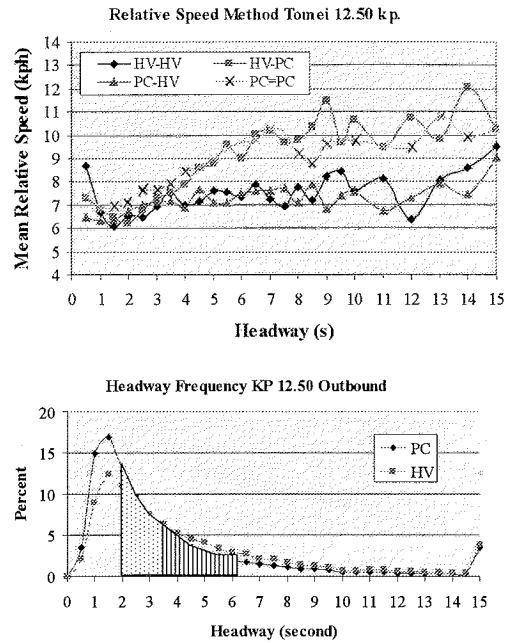 Relative Speed Method Tomei 12.50 kp.
14
13
12
11
10
9
8
7
6
5
4
Mean Relative Speed (kph)
HV-HV HV-PC
PC-HV PC=PC
0 1 2 3 4 5 6 7 8 9 10 11 12 13 14 15
Headway (s)
Headway Frequency KP 12.50 Outbound
20
15
10
5
0
Percent
PC
HV
0 1 2 3 4 5 6 7 8 9 10 11 12 13 14 15
Headway (second)